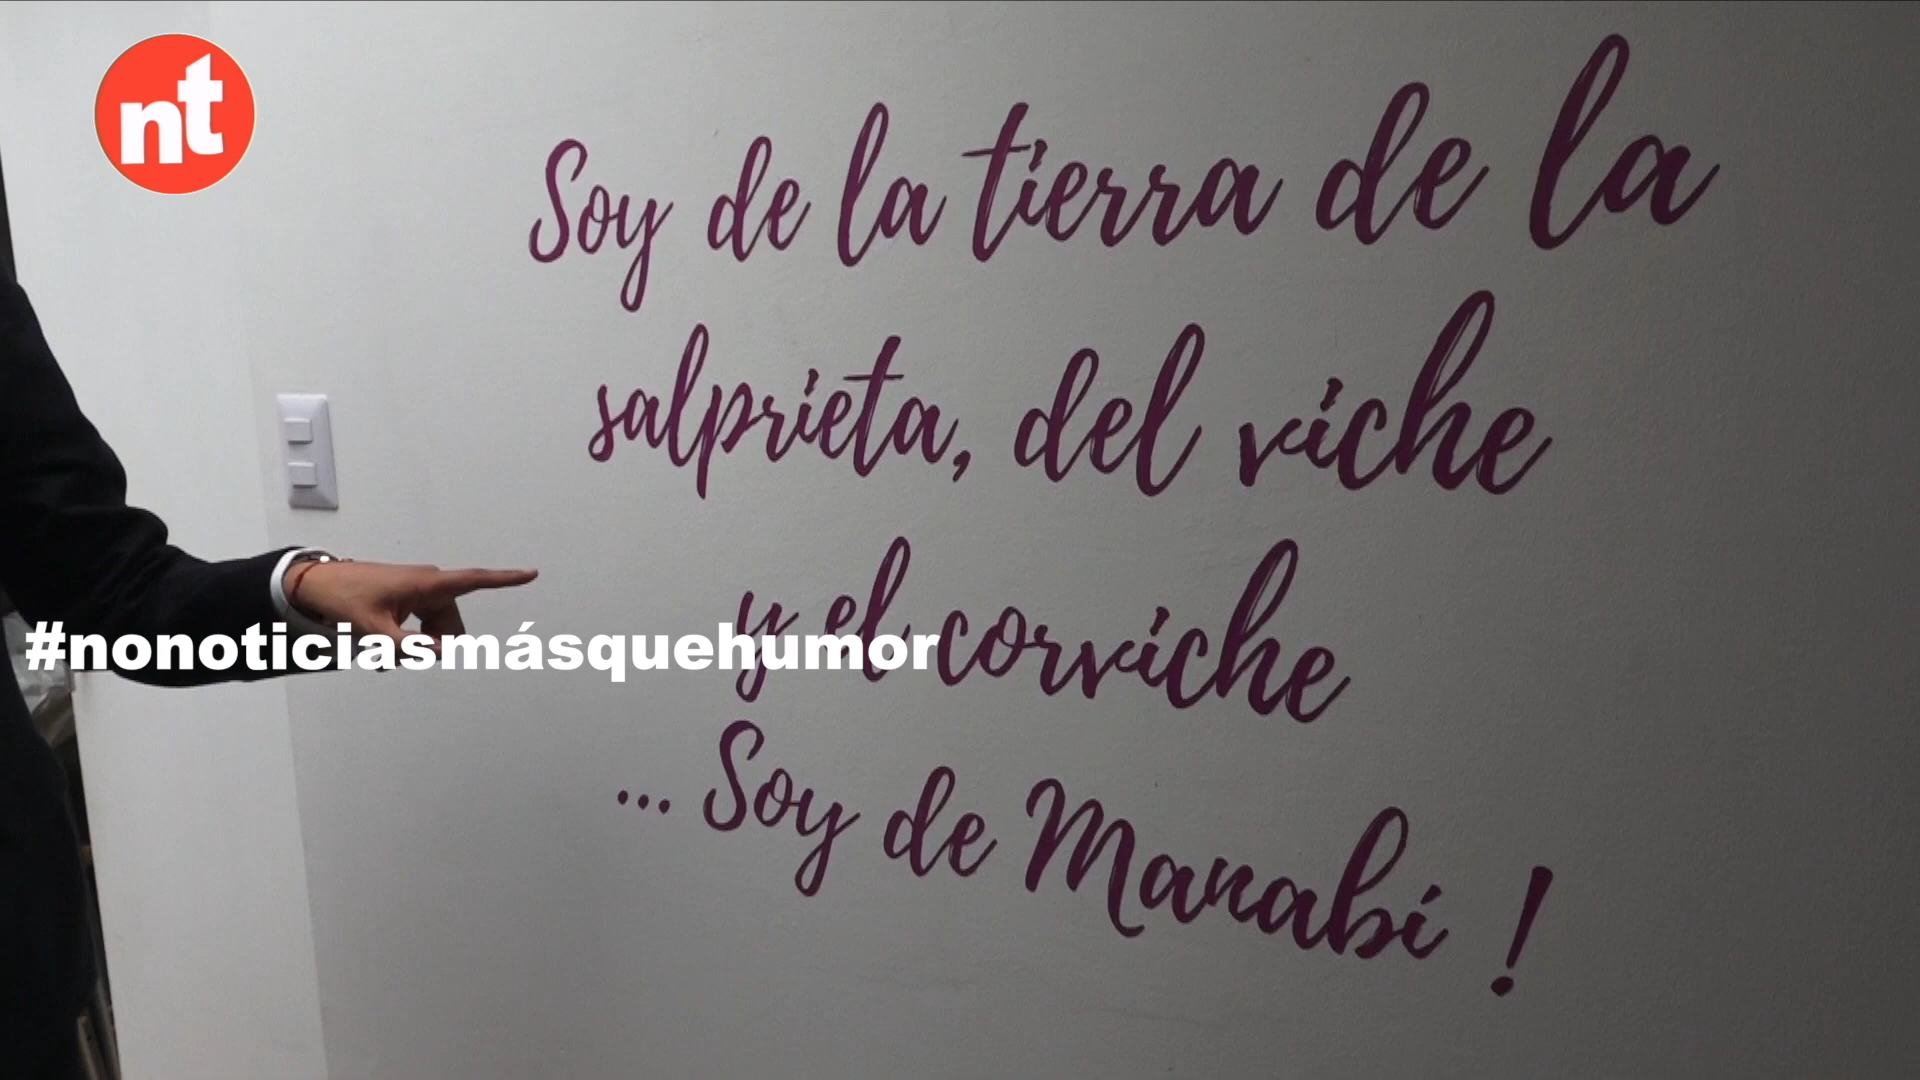 nt
Soy de la tierra de la
salprieta, del viche
y el corviche
#nonoticiasmásquehumor
... Soy de Manabí !